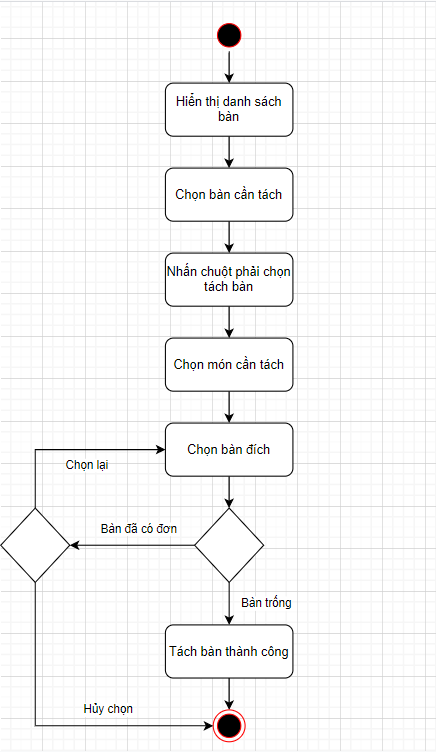 Hiển thị danh sách
bàn
Chọn bàn cần tách
Nhấn chuột phải chọn
tách bàn
Chọn món cần tách
Chọn bàn đích
Chọn lại
Bàn đã có đơn
Bàn trống
Tách bàn thành công
Hủy chọn